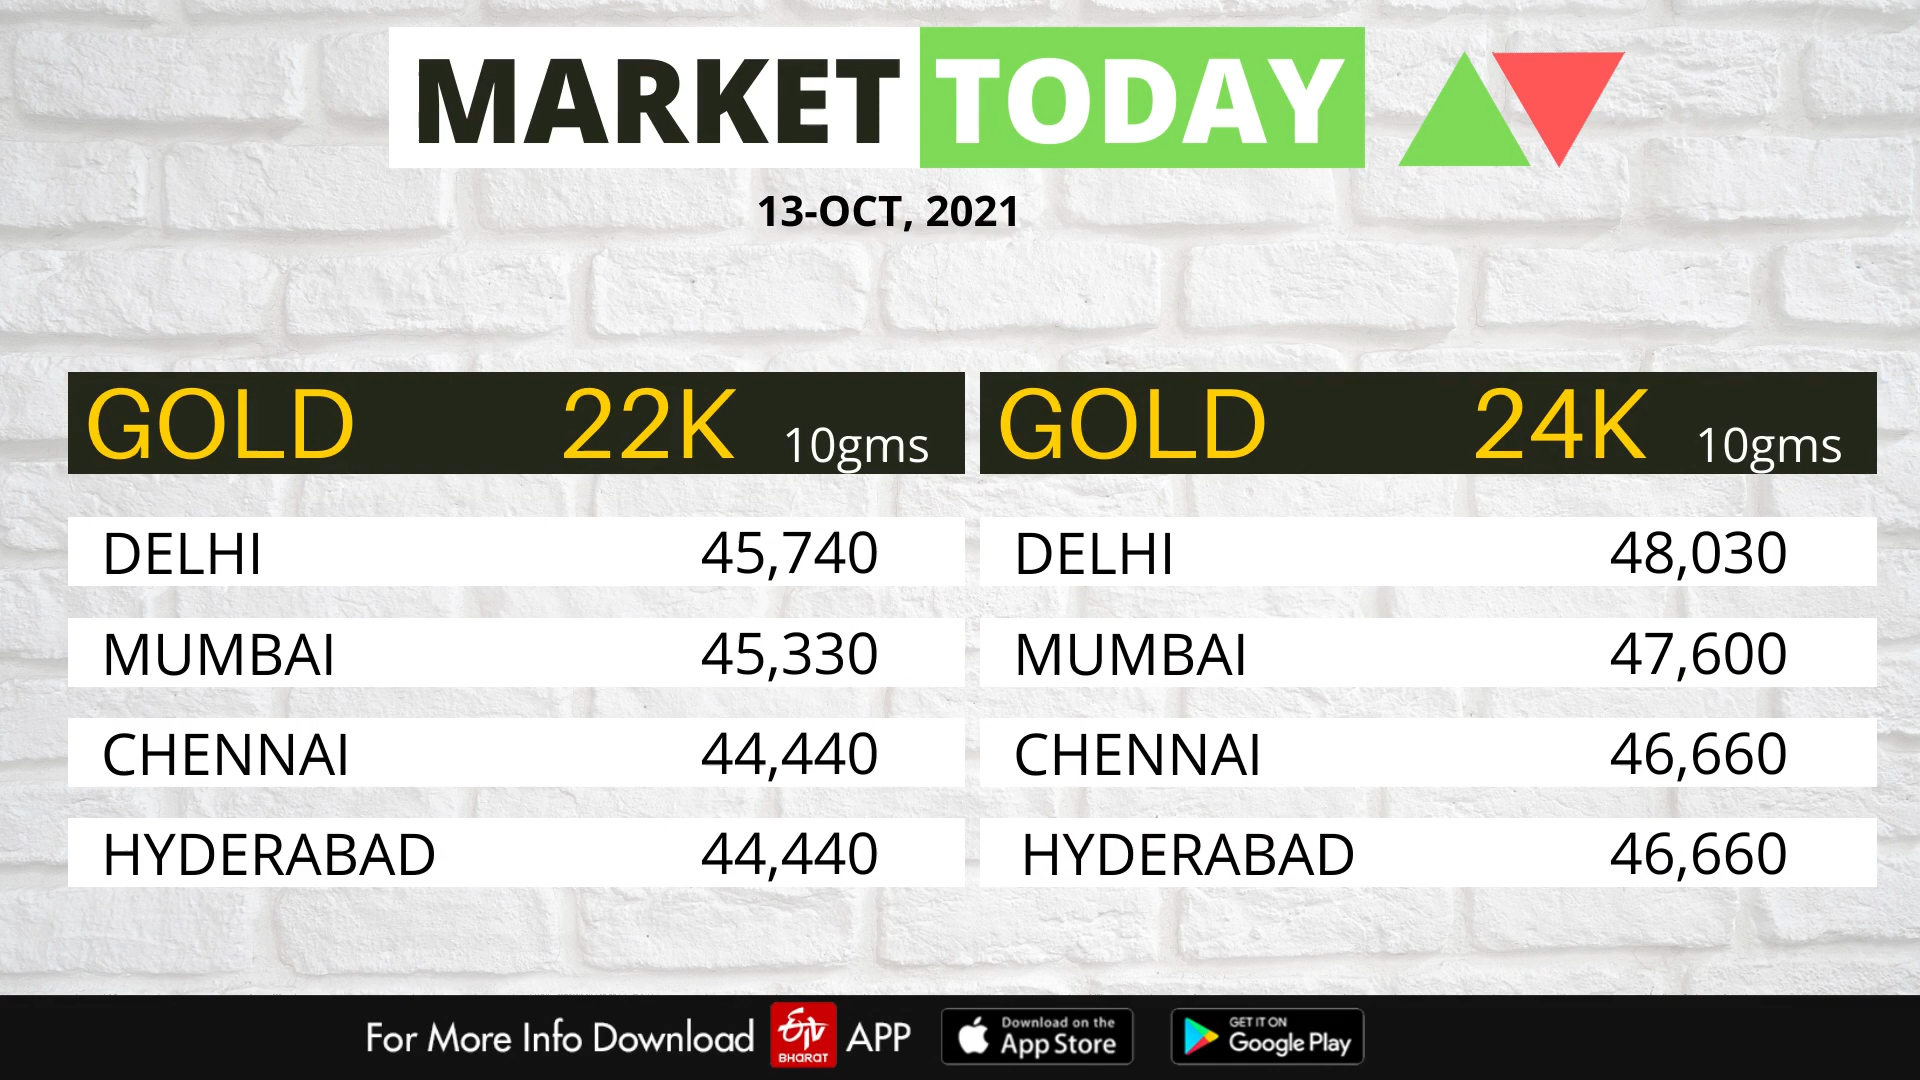 MARKET TODAY
13-OCT, 2021
GOLD 22K 10gms
DELHI 45,740
MUMBAI 45,330
CHENNAI 44,440
HYDERABAD 44,440
GOLD 24K 10gms
DELHI 48,030
MUMBAI 47,600
CHENNAI 46,660
HYDERABAD 46,660
For More Info Download ETV BHARAT APP
Download on the
App Store
GET IT ON
Google Play